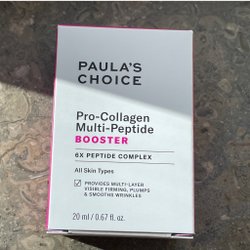 PAULA'S
CHOICE
Pro-Collagen
Multi-Peptide
BOOSTER
6X PEPTIDE COMPLEX
All Skin Types
PROVIDES MULTI-LAYER
VISIBLE FIRMING, PLUMPS
& SMOOTHS WRINKLES
20 ml / 0.67 fl. oz.